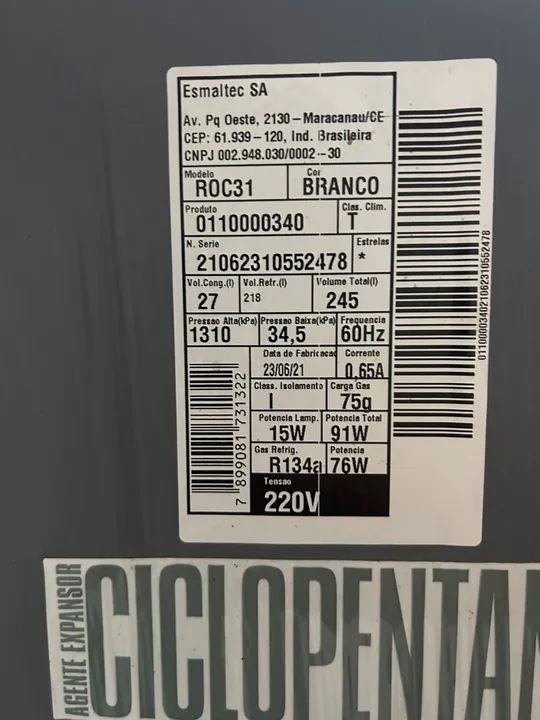 Esmaltec SA
Av. Pq Oeste, 2130-Maracanau/CE
CEP: 61.939-120, Ind. Brasileira
CNPJ 002.948.030/0002-30
Modelo Cor
ROC31 BRANCO
Produto Clas. Clim.
0110000340 T
N. Serie Estrelas
21062310552478 *
Vol.Cong.(l) Vol.Refr.(l) Volume Total(l)
27 218 245
Pressao Alta(kPa) Pressao Baixa(kPa) Frequencia
1310 34,5 60Hz
Data de Fabricacao Corrente
23/06/21 0,65A
Class. Isolamento Carga Gas
I 75g
Potencia Lamp. Potencia Total
15W 91W
Gas Refrig. Potencia
R134a 76W
Tensao
220V
7 899081 731322
011000034021062310552478
AGENTE EXPANSOR
CICLOPENTAN